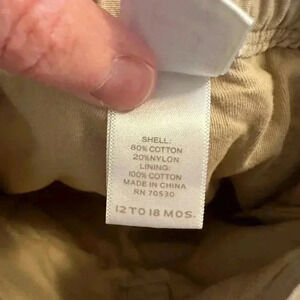 SHELL:
80% COTTON
20% NYLON
LINING:
100% COTTON
MADE IN CHINA
RN 70530
12 TO 18 MOS.